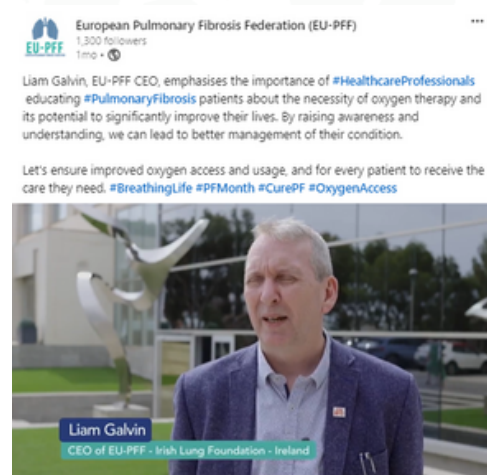 European Pulmonary Fibrosis Federation (EU-PFF)
EU-PFF
1,300 followers
1mo •
Liam Galvin, EU-PFF CEO, emphasises the importance of #HealthcareProfessionals
educating #PulmonaryFibrosis patients about the necessity of oxygen therapy and
its potential to significantly improve their lives. By raising awareness and
understanding, we can lead to better management of their condition.
Let's ensure improved oxygen access and usage, and for every patient to receive the
care they need. #BreathingLife #PFMonth #CurePF #OxygenAccess
Liam Galvin
CEO of EU-PFF - Irish Lung Foundation - Ireland